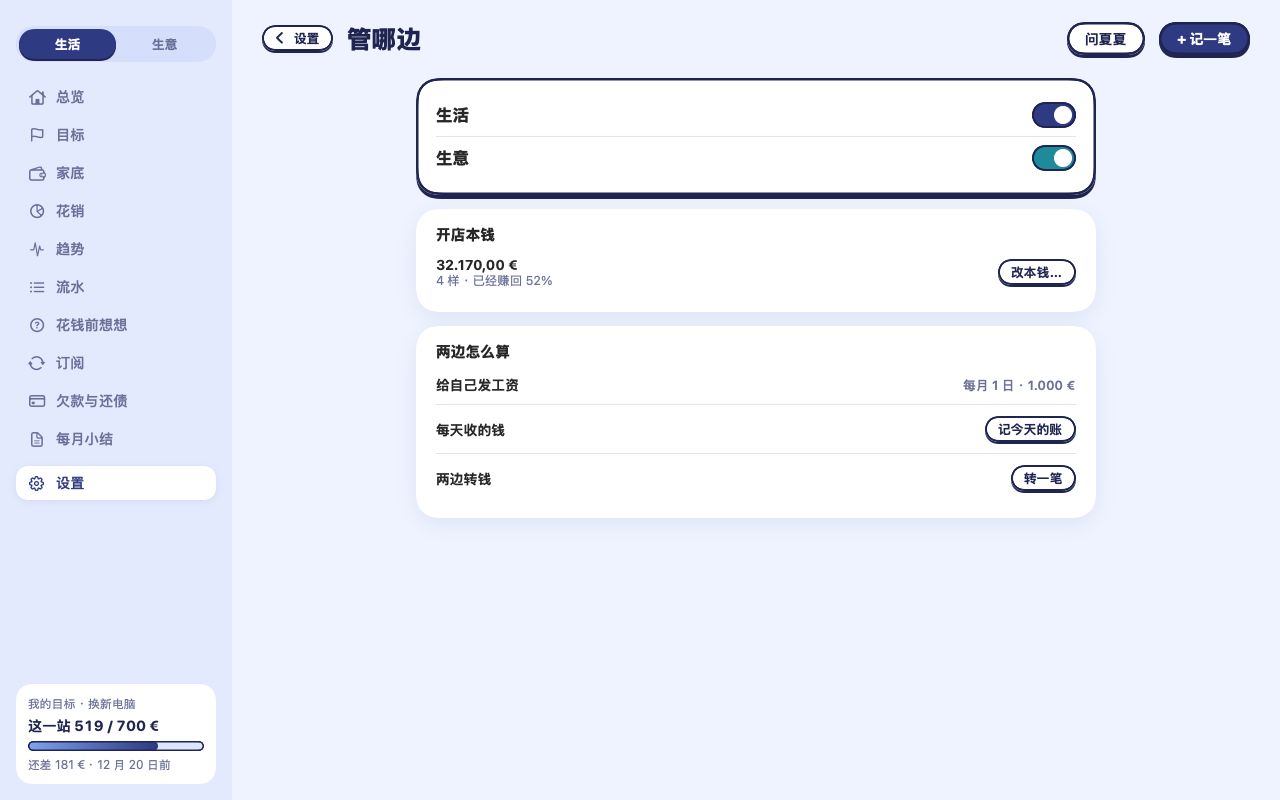 生活 生意
总览
目标
家底
花销
趋势
流水
花钱前想想
订阅
欠款与还债
每月小结
设置
我的目标 · 换新电脑
这一站 519 / 700 €
还差 181 € · 12 月 20 日前
设置 管哪边 问夏夏 + 记一笔
生活
生意
开店本钱
32.170,00 €
4 样 · 已经赚回 52%
改本钱...
两边怎么算
给自己发工资 每月 1 日 · 1.000 €
每天收的钱 记今天的账
两边转钱 转一笔